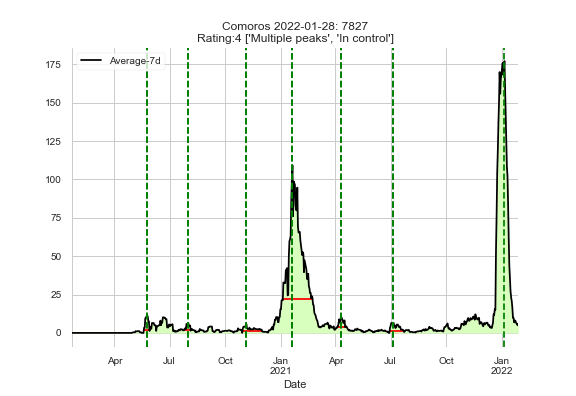 Comoros 2022-01-28: 7827
Rating:4 ['Multiple peaks', 'In control']
Average-7d
175
150
125
100
75
50
25
0
Apr Jul Oct Jan Apr Jul Oct Jan
2021 2022
Date